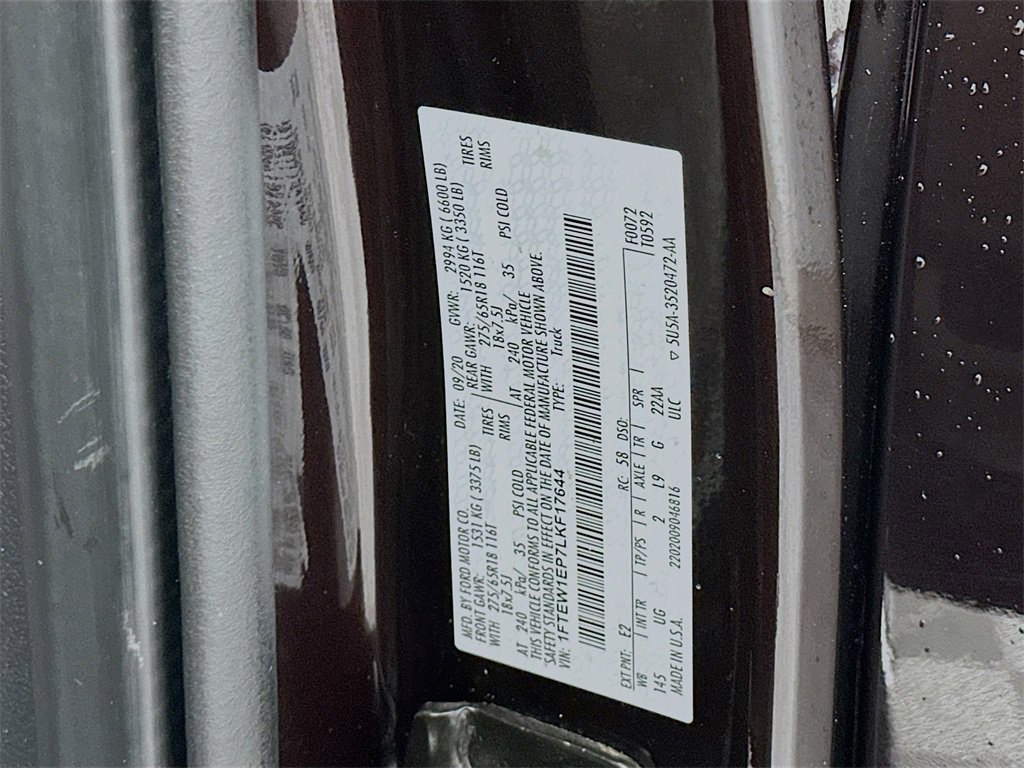 MFD. BY FORD MOTOR CO.
DATE: 09/20 GVWR: 2994 KG ( 6600 LB)
FRONT GAWR: 1531 KG ( 3375 LB)
REAR GAWR: 1520 KG ( 3350 LB)
WITH 275/65R18 116T TIRES
WITH 275/65R18 116T TIRES
18x7.5J RIMS
18x7.5J RIMS
AT 240 kPa/ 35 PSI COLD
AT 240 kPa/ 35 PSI COLD
THIS VEHICLE CONFORMS TO ALL APPLICABLE FEDERAL MOTOR VEHICLE
SAFETY STANDARDS IN EFFECT ON THE DATE OF MANUFACTURE SHOWN ABOVE.
VIN: 1FTEW1EP7LKF17644 TYPE: Truck
EXT PNT: E2 RC: 58 DSO: F0072
WB INT TR TP/PS R AXLE TR SPR T0592
145 UG 2 L9 G 22AA
MADE IN U.S.A. 2202009046816 ULC ▽ 5U5A-3520472-AA